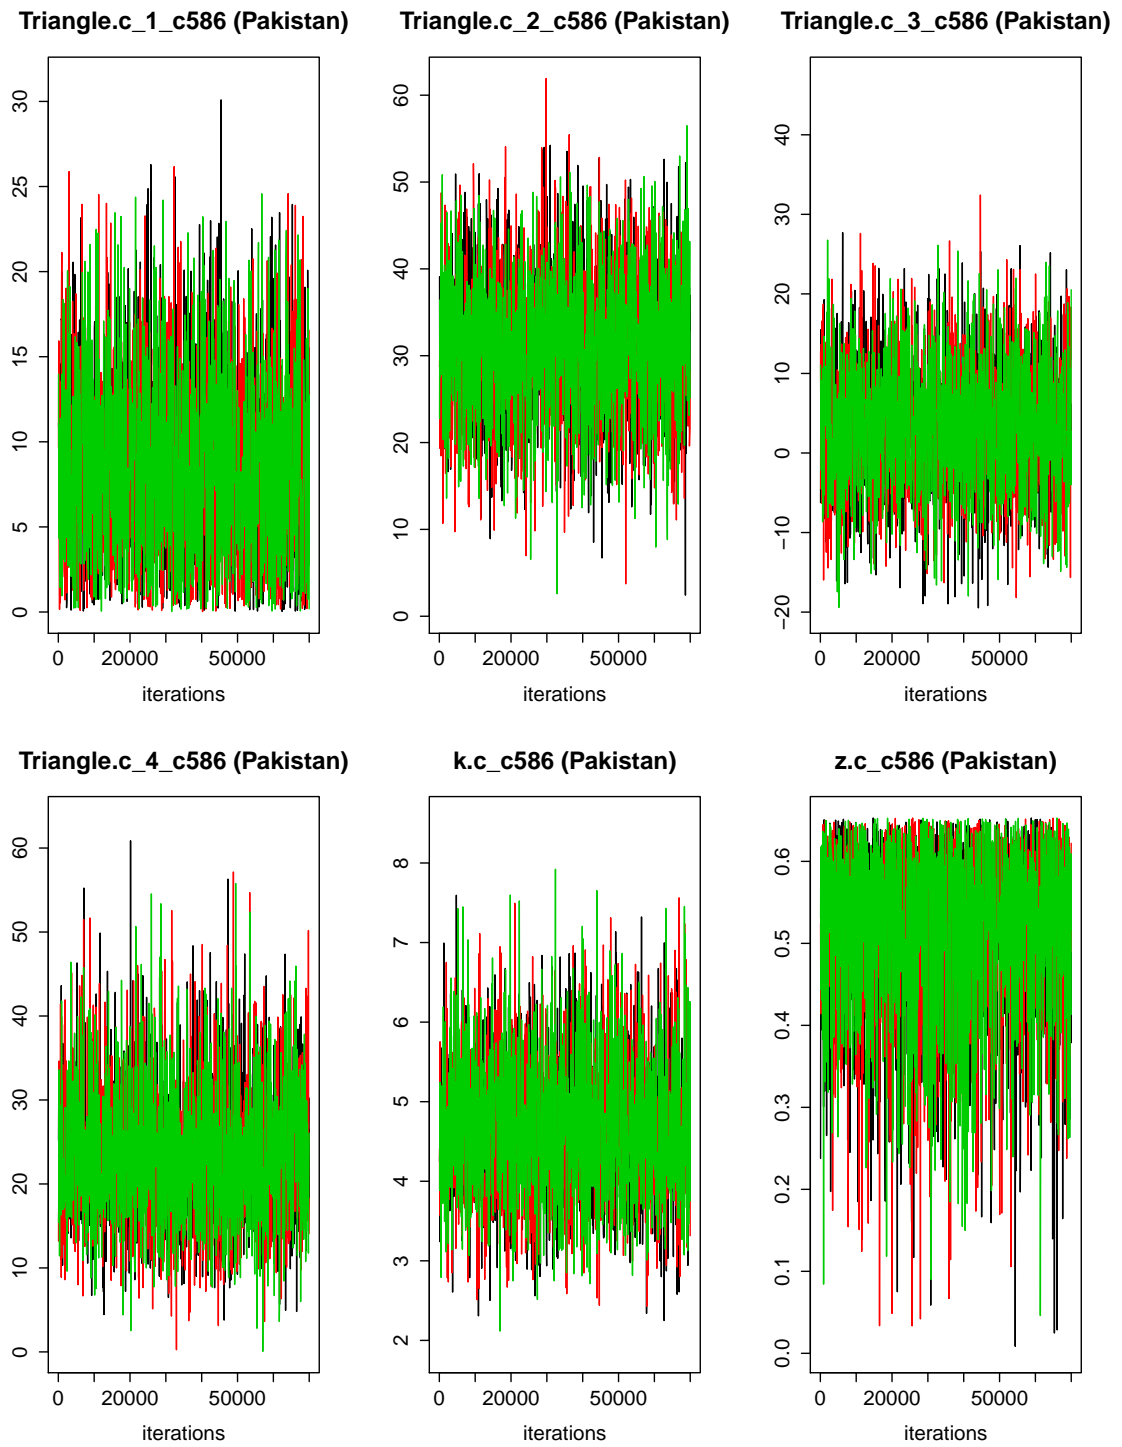 Triangle.c_1_c586 (Pakistan)
30
25
20
15
10
5
0
0 20000 50000
iterations
Triangle.c_2_c586 (Pakistan)
60
50
40
30
20
10
0
0 20000 50000
iterations
Triangle.c_3_c586 (Pakistan)
40
30
20
10
0
−10
−20
0 20000 50000
iterations
Triangle.c_4_c586 (Pakistan)
60
50
40
30
20
10
0
0 20000 50000
iterations
k.c_c586 (Pakistan)
8
7
6
5
4
3
2
0 20000 50000
iterations
z.c_c586 (Pakistan)
0.6
0.5
0.4
0.3
0.2
0.1
0.0
0 20000 50000
iterations